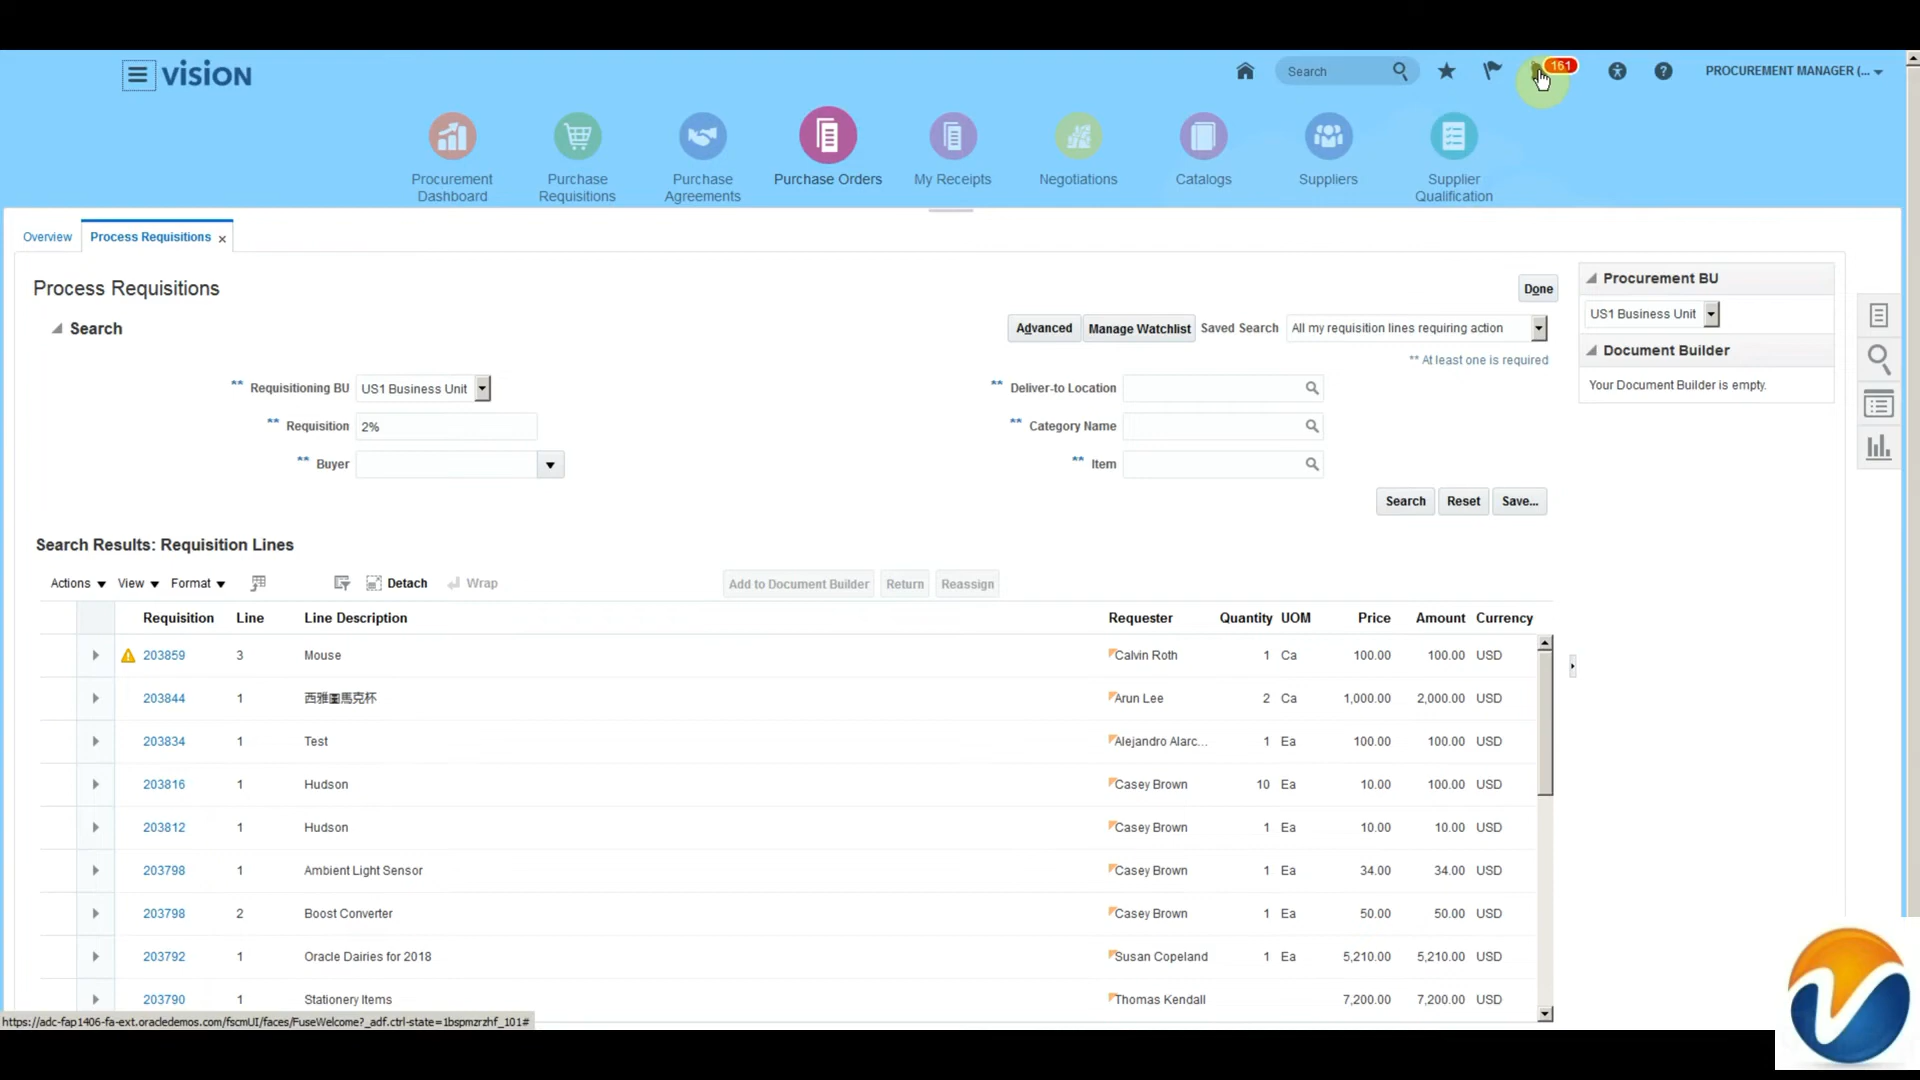 vision
Search
161
PROCUREMENT MANAGER (...
Procurement Dashboard
Purchase Requisitions
Purchase Agreements
Purchase Orders
My Receipts
Negotiations
Catalogs
Suppliers
Supplier Qualification
Overview
Process Requisitions x
Process Requisitions
Done
Search
Advanced
Manage Watchlist
Saved Search
All my requisition lines requiring action
** At least one is required
** Requisitioning BU US1 Business Unit
** Requisition 2%
** Buyer
** Deliver-to Location
** Category Name
** Item
Search Reset Save...
Procurement BU
US1 Business Unit
Document Builder
Your Document Builder is empty.
Search Results: Requisition Lines
Actions View Format Detach Wrap Add to Document Builder Return Reassign
Requisition Line Line Description Requester Quantity UOM Price Amount Currency
203859 3 Mouse Calvin Roth 1 Ca 100.00 100.00 USD
203844 1 西雅圖馬克杯 Arun Lee 2 Ca 1,000.00 2,000.00 USD
203834 1 Test Alejandro Alarc... 1 Ea 100.00 100.00 USD
203816 1 Hudson Casey Brown 10 Ea 10.00 100.00 USD
203812 1 Hudson Casey Brown 1 Ea 10.00 10.00 USD
203798 1 Ambient Light Sensor Casey Brown 1 Ea 34.00 34.00 USD
203798 2 Boost Converter Casey Brown 1 Ea 50.00 50.00 USD
203792 1 Oracle Dairies for 2018 Susan Copeland 1 Ea 5,210.00 5,210.00 USD
203790 1 Stationery Items Thomas Kendall 7,200.00 7,200.00 USD
https://adc-fap1406-fa-ext.oracledemos.com/fscmUI/faces/FuseWelcome?_adf.ctrl-state=1bspmzrzhf_101#